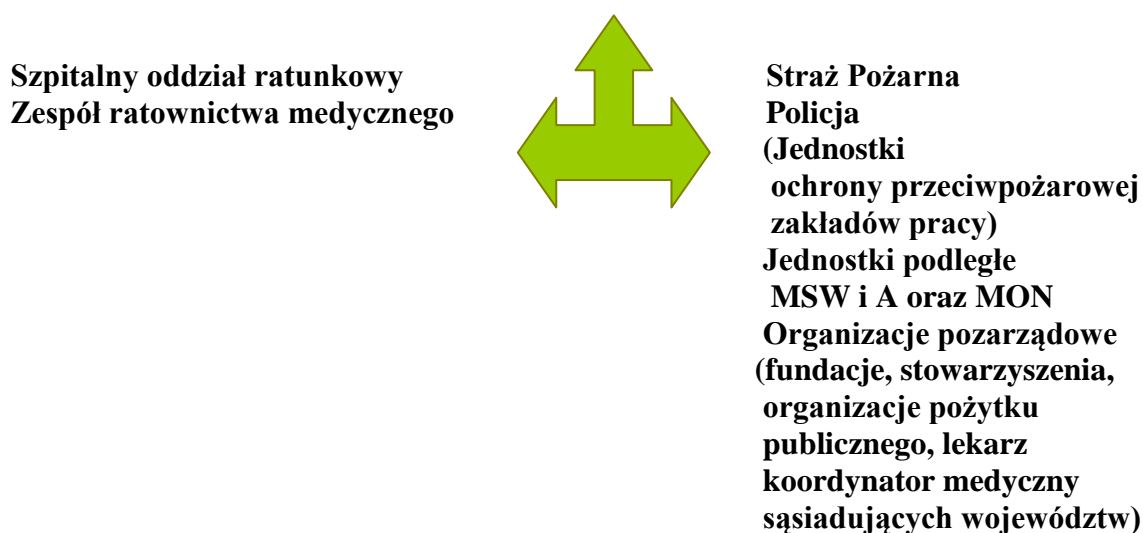 Szpitalny oddział ratunkowy
Zespół ratownictwa medycznego
Straż Pożarna
Policja
(Jednostki
ochrony przeciwpożarowej
zakładów pracy)
Jednostki podległe
MSW i A oraz MON
Organizacje pozarządowe
(fundacje, stowarzyszenia,
organizacje pożytku
publicznego, lekarz
koordynator medyczny
sąsiadujących województw)